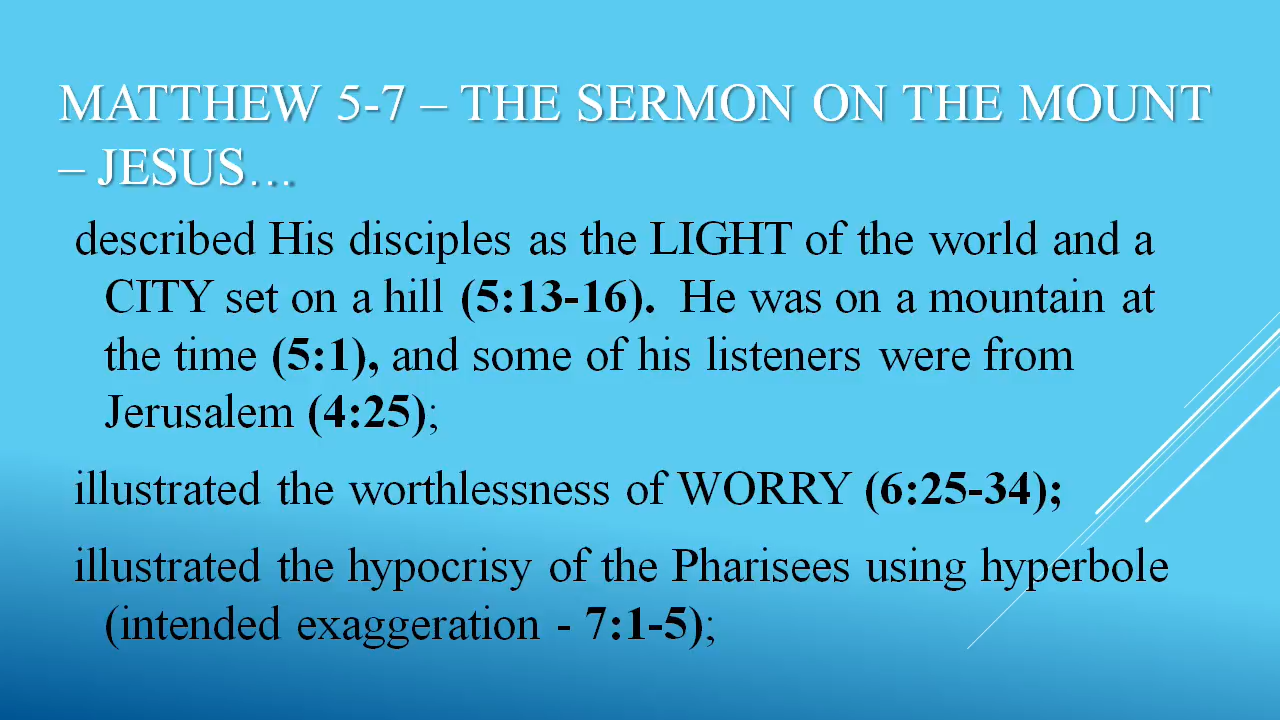 MATTHEW 5-7 – THE SERMON ON THE MOUNT
– JESUS…
described His disciples as the LIGHT of the world and a
CITY set on a hill (5:13-16).  He was on a mountain at
the time (5:1), and some of his listeners were from
Jerusalem (4:25);
illustrated the worthlessness of WORRY (6:25-34);
illustrated the hypocrisy of the Pharisees using hyperbole
(intended exaggeration - 7:1-5);